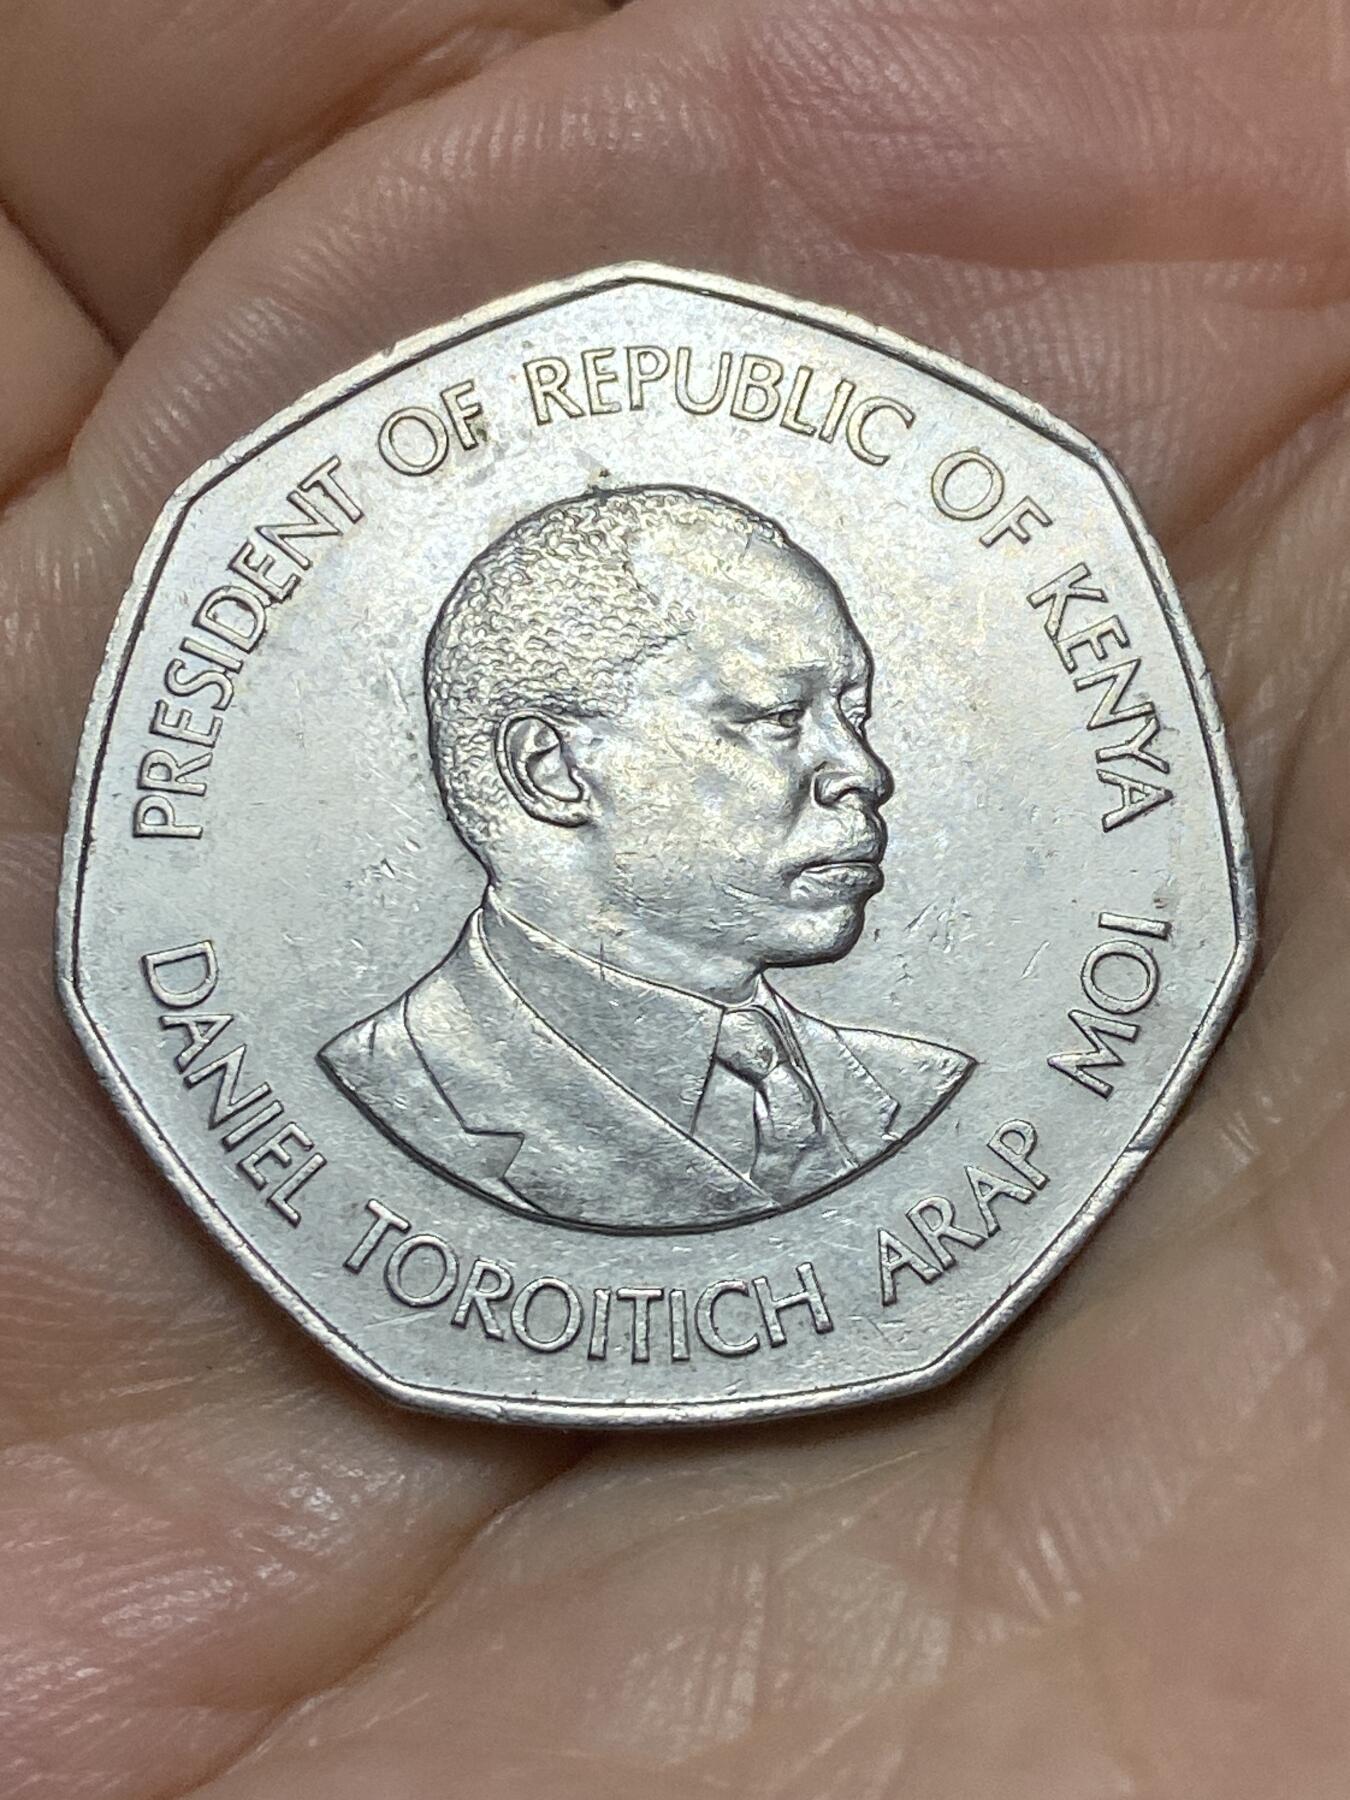 PRESIDENT OF REPUBLIC OF KENYA
DANIEL TOROITICH ARAP MOI